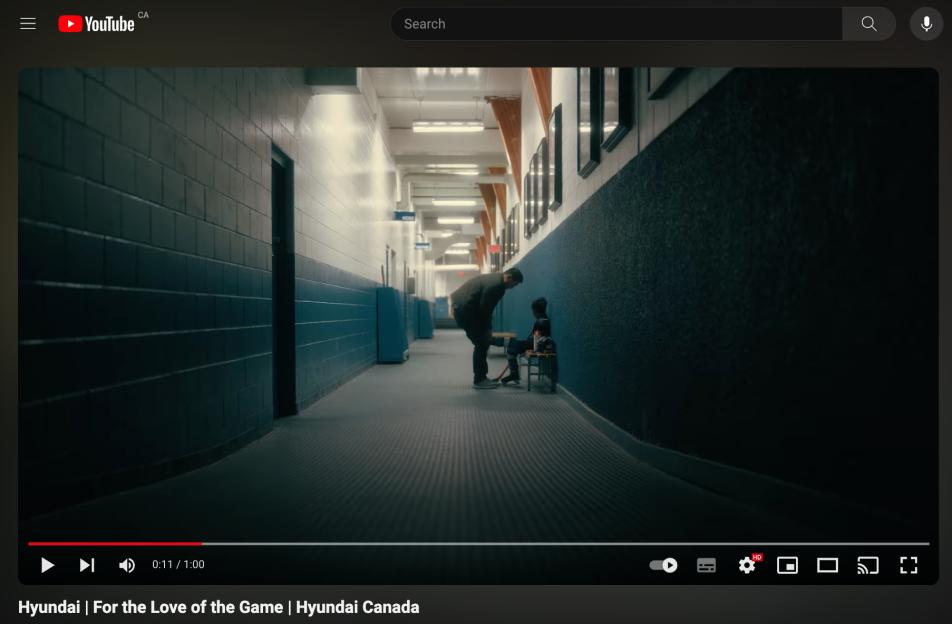 YouTube CA
Search
HD
0:11 / 1:00
Hyundai | For the Love of the Game | Hyundai Canada